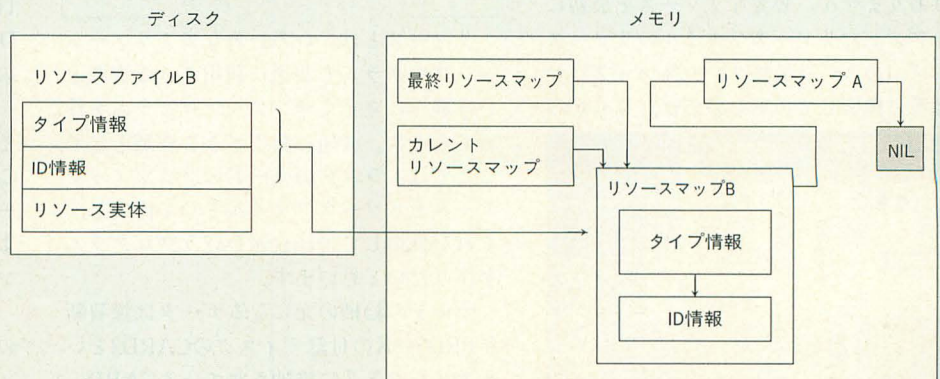 ディスク
リソースファイルB
タイプ情報
ID情報
リソース実体
メモリ
最終リソースマップ
カレント
リソースマップ
リソースマップ A
NIL
リソースマップB
タイプ情報
ID情報